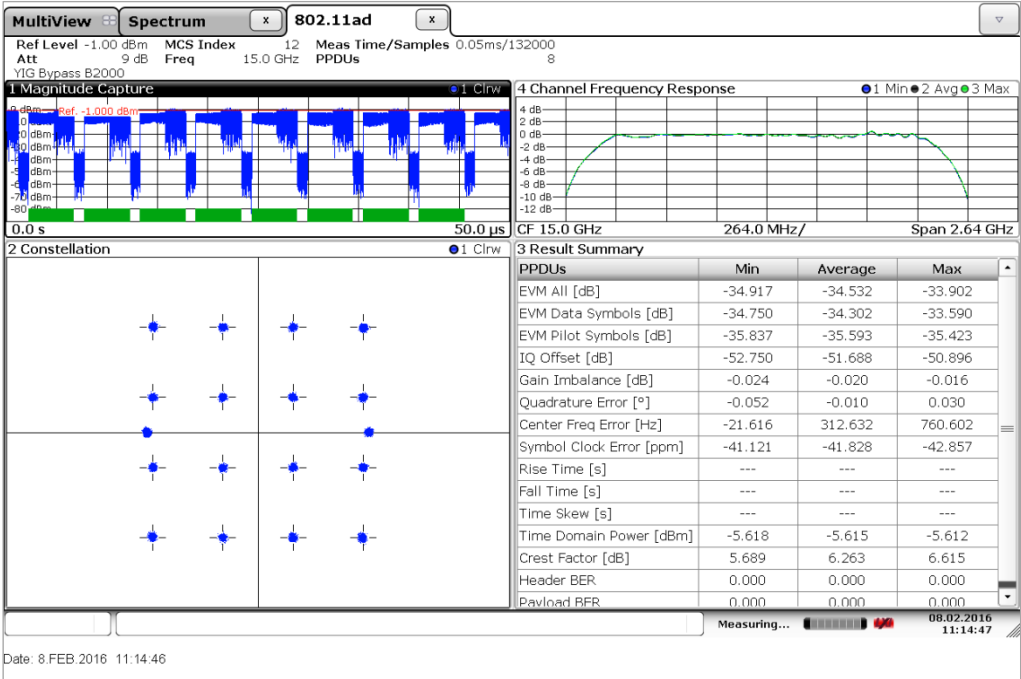 MultiView Spectrum x 802.11ad x
Ref Level -1.00 dBm MCS Index 12 Meas Time/Samples 0.05ms/132000
Att 9 dB Freq 15.0 GHz PPDUs 8
YIG Bypass B2000
1 Magnitude Capture 1 Clrw
Ref. -1.000 dBm
0.0 s 50.0 µs
4 Channel Frequency Response 1 Min 2 Avg 3 Max
4 dB
2 dB
0 dB
-2 dB
-4 dB
-6 dB
-8 dB
-10 dB
-12 dB
CF 15.0 GHz 264.0 MHz/ Span 2.64 GHz
2 Constellation 1 Clrw
3 Result Summary
PPDUs Min Average Max
EVM All [dB] -34.917 -34.532 -33.902
EVM Data Symbols [dB] -34.750 -34.302 -33.590
EVM Pilot Symbols [dB] -35.837 -35.593 -35.423
IQ Offset [dB] -52.750 -51.688 -50.896
Gain Imbalance [dB] -0.024 -0.020 -0.016
Quadrature Error [°] -0.052 -0.010 0.030
Center Freq Error [Hz] -21.616 312.632 760.602
Symbol Clock Error [ppm] -41.121 -41.828 -42.857
Rise Time [s] --- --- ---
Fall Time [s] --- --- ---
Time Skew [s] --- --- ---
Time Domain Power [dBm] -5.618 -5.615 -5.612
Crest Factor [dB] 5.689 6.263 6.615
Header BER 0.000 0.000 0.000
Payload BER 0.000 0.000 0.000
Measuring... 08.02.2016
11:14:47
Date: 8.FEB.2016 11:14:46